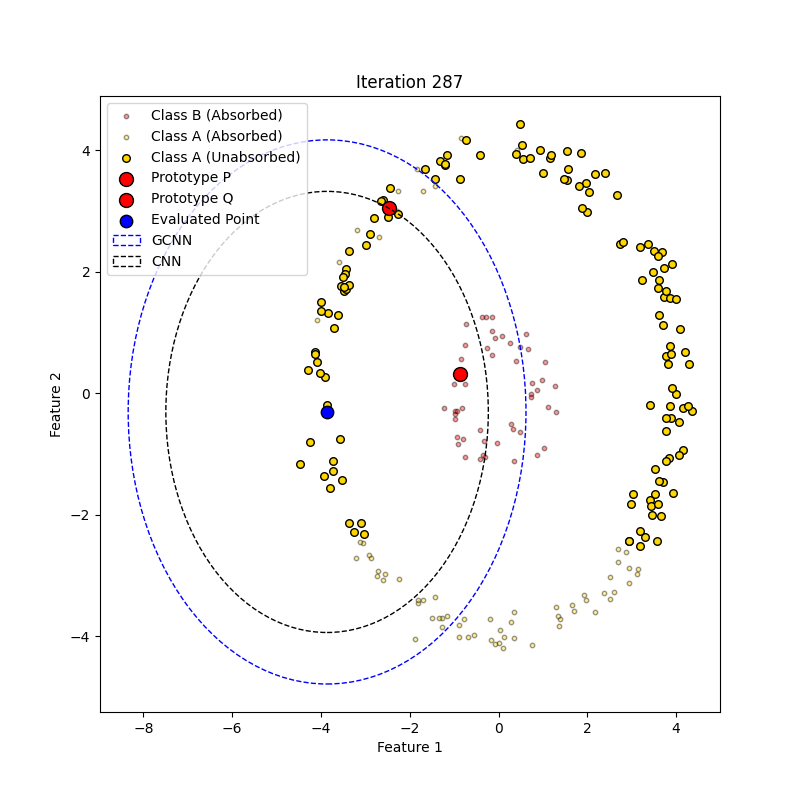 Iteration 287
Class B (Absorbed)
Class A (Absorbed)
Class A (Unabsorbed)
Prototype P
Prototype Q
Evaluated Point
GCNN
CNN
4
2
0
−2
−4
Feature 2
−8 −6 −4 −2 0 2 4
Feature 1